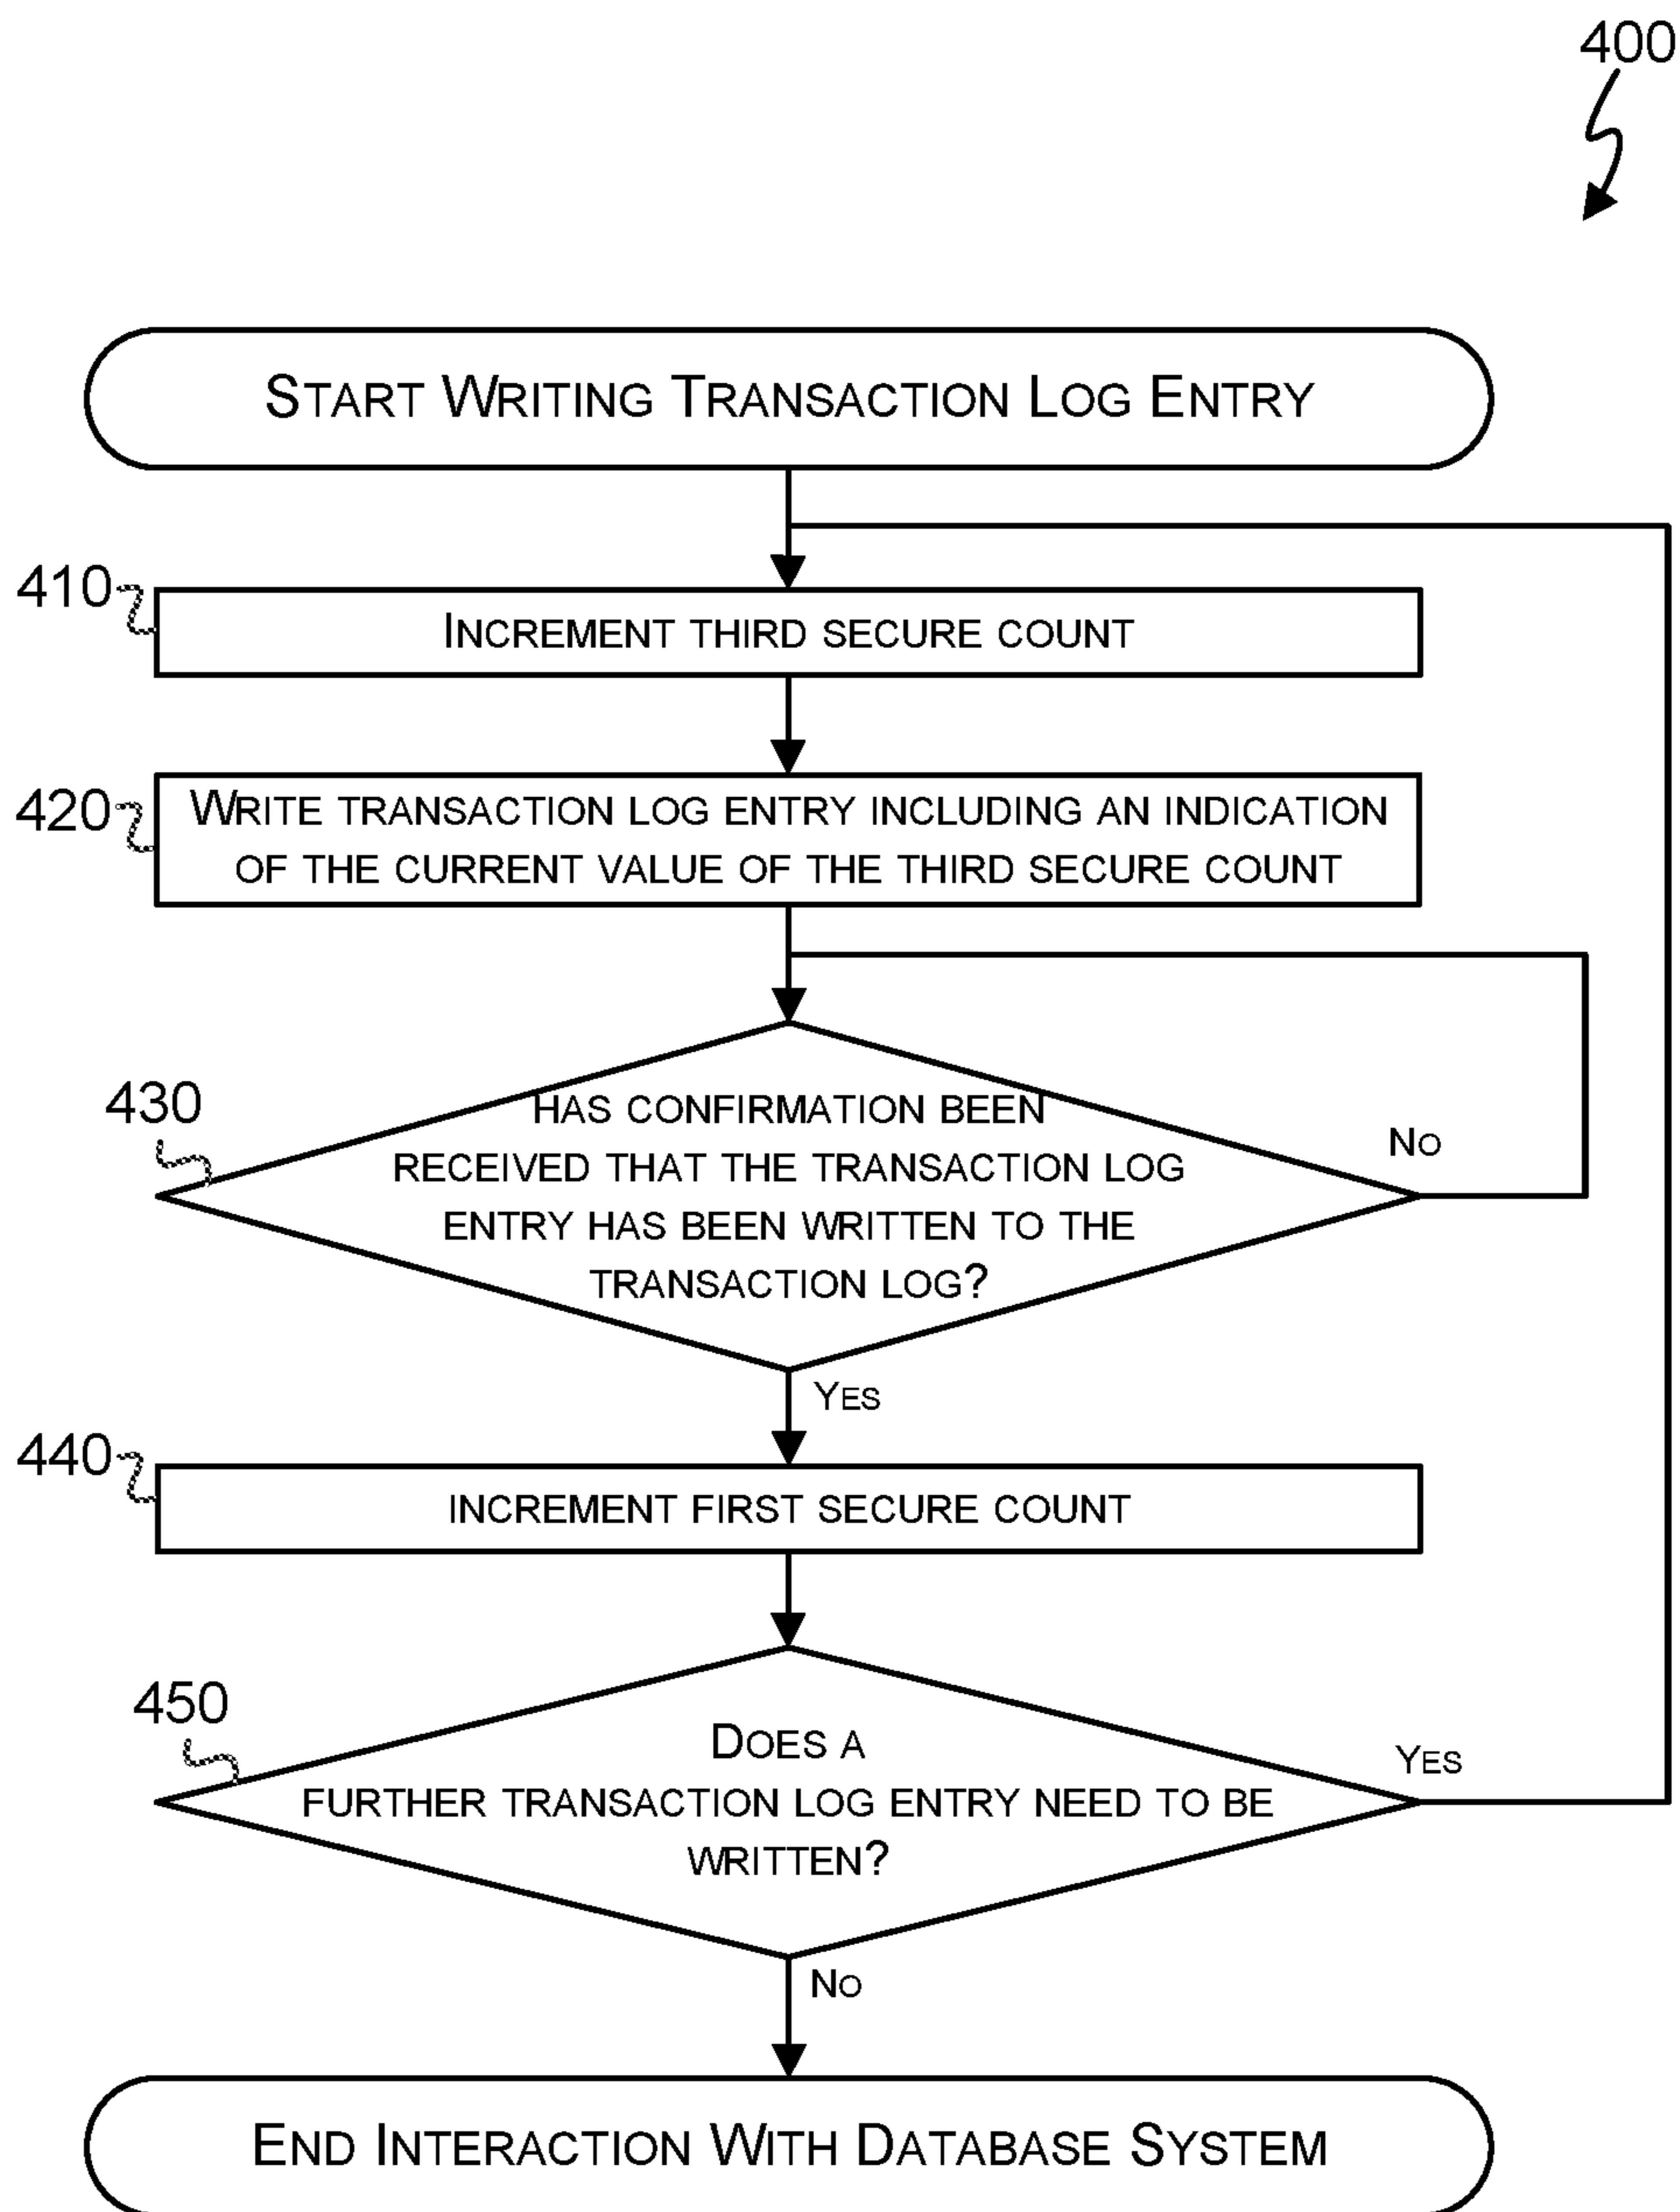 400
START WRITING TRANSACTION LOG ENTRY
410
INCREMENT THIRD SECURE COUNT
420
WRITE TRANSACTION LOG ENTRY INCLUDING AN INDICATION
OF THE CURRENT VALUE OF THE THIRD SECURE COUNT
430
HAS CONFIRMATION BEEN
RECEIVED THAT THE TRANSACTION LOG
ENTRY HAS BEEN WRITTEN TO THE
TRANSACTION LOG?
NO
YES
440
INCREMENT FIRST SECURE COUNT
450
DOES A
FURTHER TRANSACTION LOG ENTRY NEED TO BE
WRITTEN?
YES
NO
END INTERACTION WITH DATABASE SYSTEM